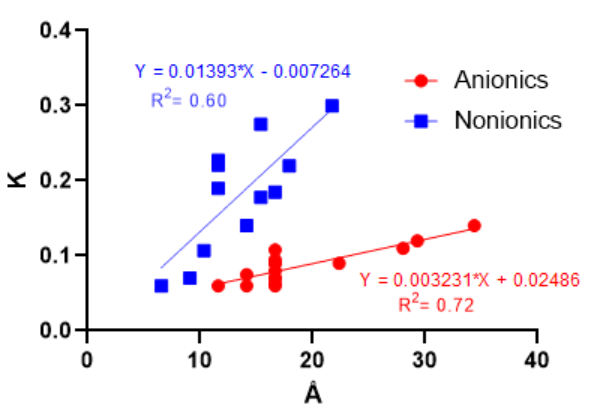 0.4
Y = 0.01393*X - 0.007264
R²= 0.60
Anionics
Nonionics
0.3
K
0.2
0.1
Y = 0.003231*X + 0.02486
R²= 0.72
0.0
0 10 20 30 40
Å